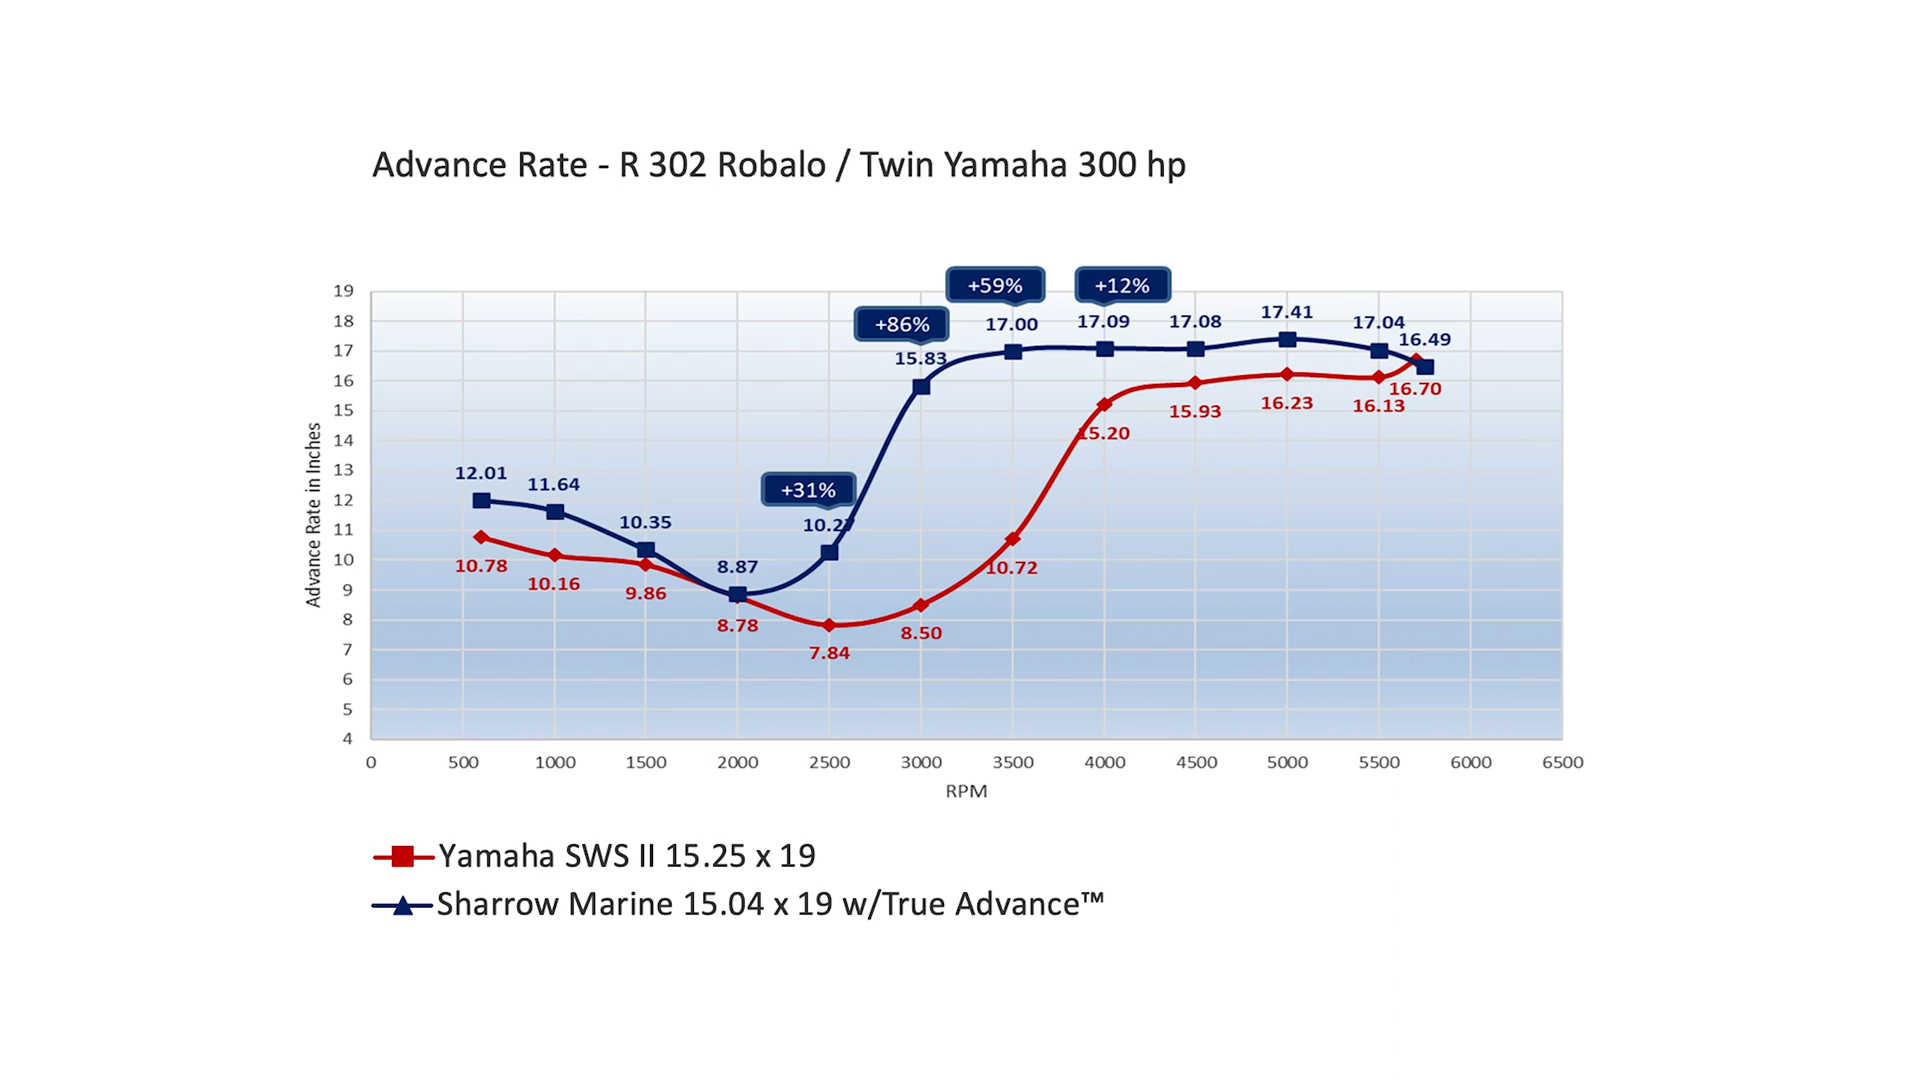 Advance Rate - R 302 Robalo / Twin Yamaha 300 hp
+59% +12%
+86%
+31%
19
18
17
16
15
14
13
12
11
10
9
8
7
6
5
4
Advance Rate in Inches
12.01 11.64 10.35 8.87 10.27 15.83 17.00 17.09 17.08 17.41 17.04 16.49
10.78 10.16 9.86 8.78 7.84 8.50 10.72 15.20 15.93 16.23 16.13 16.70
0 500 1000 1500 2000 2500 3000 3500 4000 4500 5000 5500 6000 6500
RPM
Yamaha SWS II 15.25 x 19
Sharrow Marine 15.04 x 19 w/True Advance™